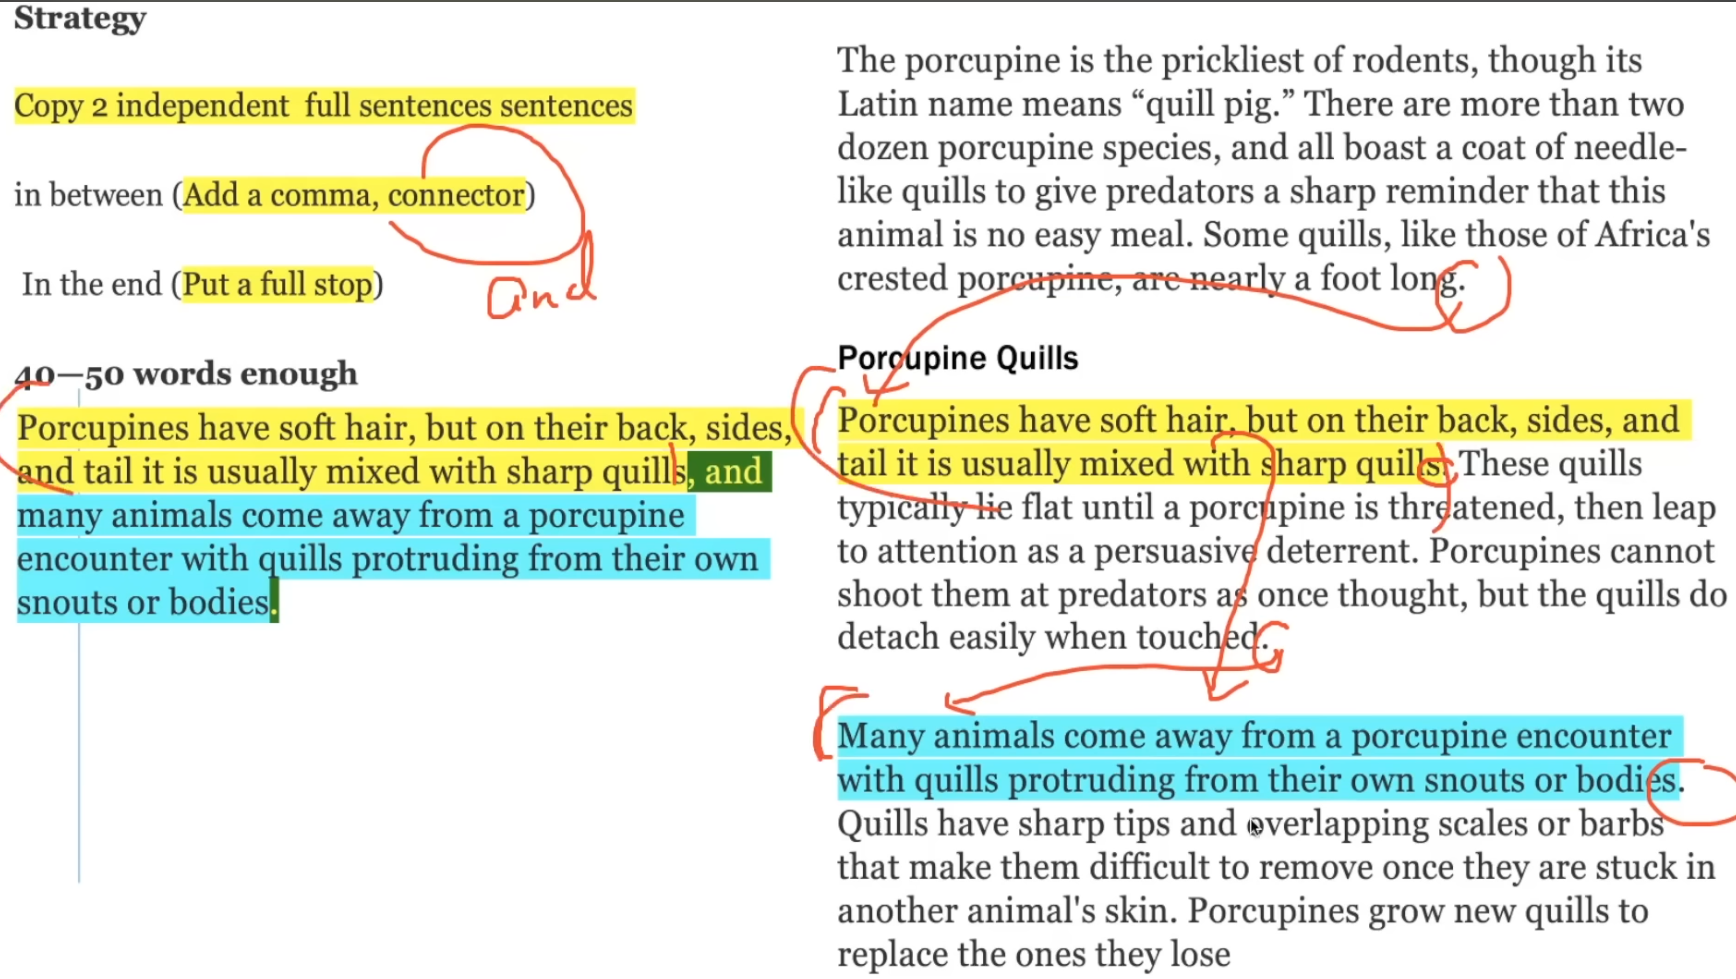 Strategy
Copy 2 independent  full sentences sentences
in between (Add a comma, connector)
and
In the end (Put a full stop)
40—50 words enough
Porcupines have soft hair, but on their back, sides,
and tail it is usually mixed with sharp quills, and
many animals come away from a porcupine
encounter with quills protruding from their own
snouts or bodies.
The porcupine is the prickliest of rodents, though its
Latin name means “quill pig.” There are more than two
dozen porcupine species, and all boast a coat of needle-
like quills to give predators a sharp reminder that this
animal is no easy meal. Some quills, like those of Africa's
crested porcupine, are nearly a foot long.
Porcupine Quills
Porcupines have soft hair, but on their back, sides, and
tail it is usually mixed with sharp quills. These quills
typically lie flat until a porcupine is threatened, then leap
to attention as a persuasive deterrent. Porcupines cannot
shoot them at predators as once thought, but the quills do
detach easily when touched.
Many animals come away from a porcupine encounter
with quills protruding from their own snouts or bodies.
Quills have sharp tips and overlapping scales or barbs
that make them difficult to remove once they are stuck in
another animal's skin. Porcupines grow new quills to
replace the ones they lose